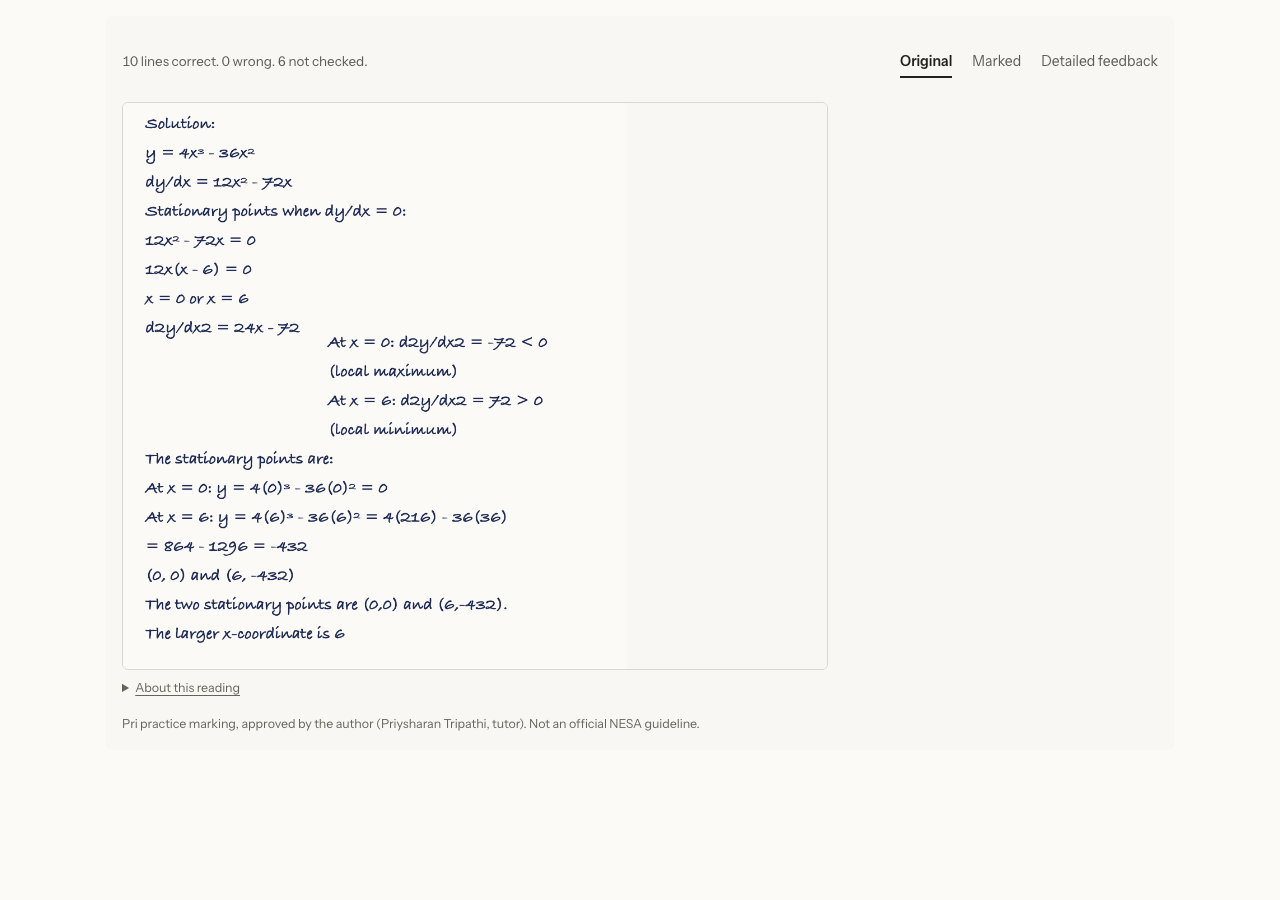 10 lines correct. 0 wrong. 6 not checked.
Original Marked Detailed feedback
Solution:
y = 4x³ - 36x²
dy/dx = 12x² - 72x
Stationary points when dy/dx = 0:
12x² - 72x = 0
12x(x - 6) = 0
x = 0 or x = 6
d2y/dx2 = 24x - 72
At x = 0: d2y/dx2 = -72 < 0
(local maximum)
At x = 6: d2y/dx2 = 72 > 0
(local minimum)
The stationary points are:
At x = 0: y = 4(0)³ - 36(0)² = 0
At x = 6: y = 4(6)³ - 36(6)² = 4(216) - 36(36)
= 864 - 1296 = -432
(0, 0) and (6, -432)
The two stationary points are (0,0) and (6,-432).
The larger x-coordinate is 6
About this reading
Pri practice marking, approved by the author (Priysharan Tripathi, tutor). Not an official NESA guideline.